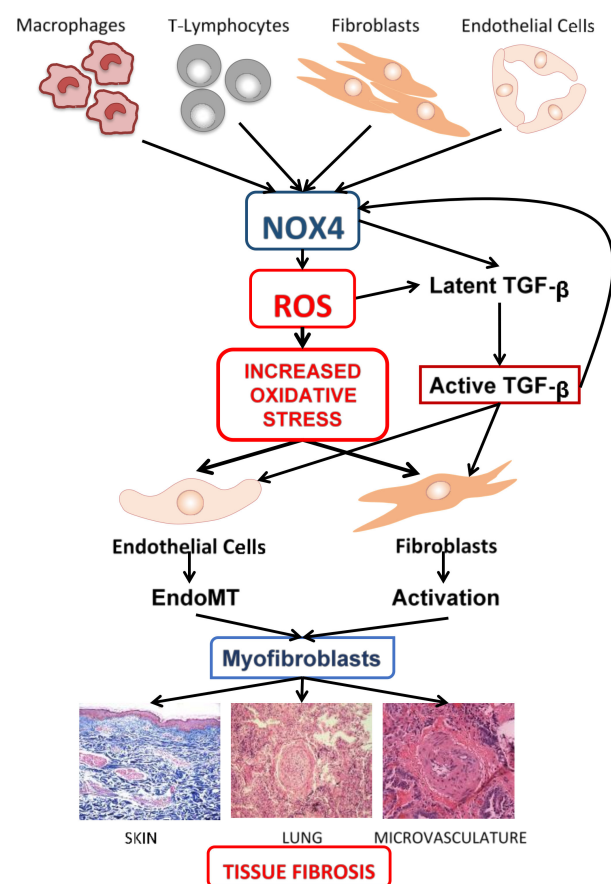 Macrophages
T-Lymphocytes
Fibroblasts
Endothelial Cells
NOX4
ROS
Latent TGF-β
INCREASED
OXIDATIVE
STRESS
Active TGF-β
Endothelial Cells
Fibroblasts
EndoMT
Activation
Myofibroblasts
SKIN
LUNG
MICROVASCULATURE
TISSUE FIBROSIS